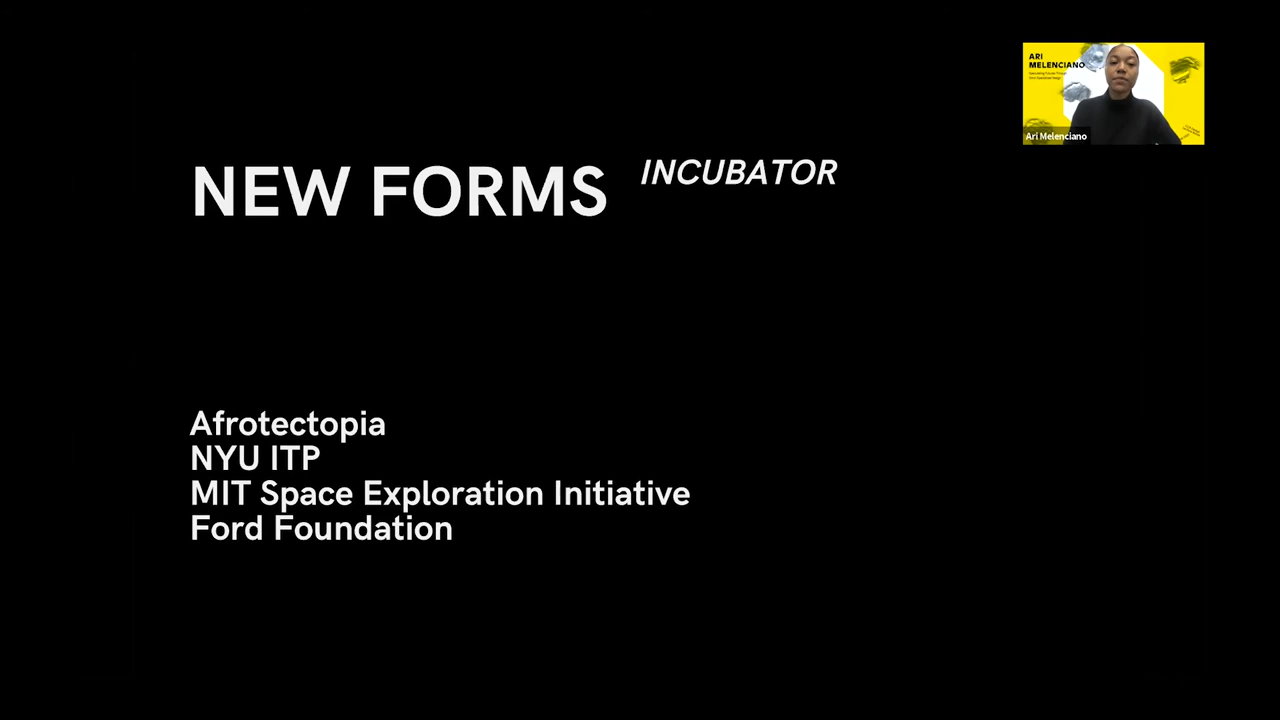 NEW FORMS INCUBATOR
ARI
MELENCIANO
Ari Melenciano
Afrotectopia
NYU ITP
MIT Space Exploration Initiative
Ford Foundation